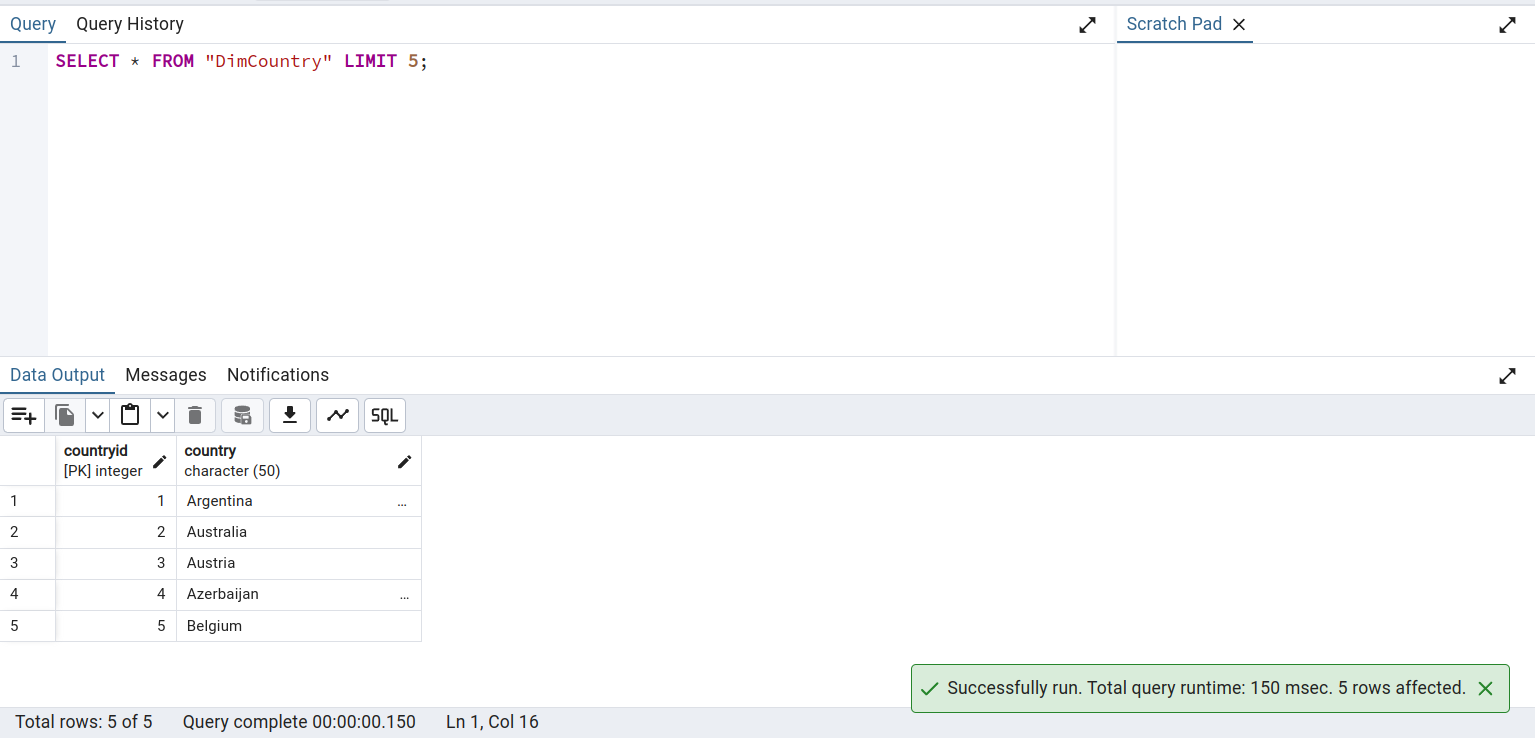 Query Query History Scratch Pad
1 SELECT * FROM "DimCountry" LIMIT 5;
Data Output Messages Notifications
SQL
countryid country
[PK] integer character (50)
1 1 Argentina ...
2 2 Australia
3 3 Austria
4 4 Azerbaijan ...
5 5 Belgium
Successfully run. Total query runtime: 150 msec. 5 rows affected.
Total rows: 5 of 5 Query complete 00:00:00.150 Ln 1, Col 16